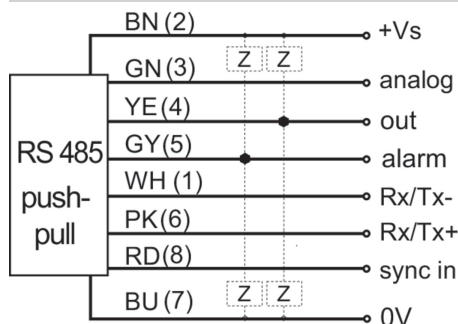 BN (2) +Vs
Z Z
GN (3) analog
YE (4) out
RS 485 GY (5) alarm
push- WH (1) Rx/Tx-
pull PK (6) Rx/Tx+
RD (8) sync in
Z Z
BU (7) 0V